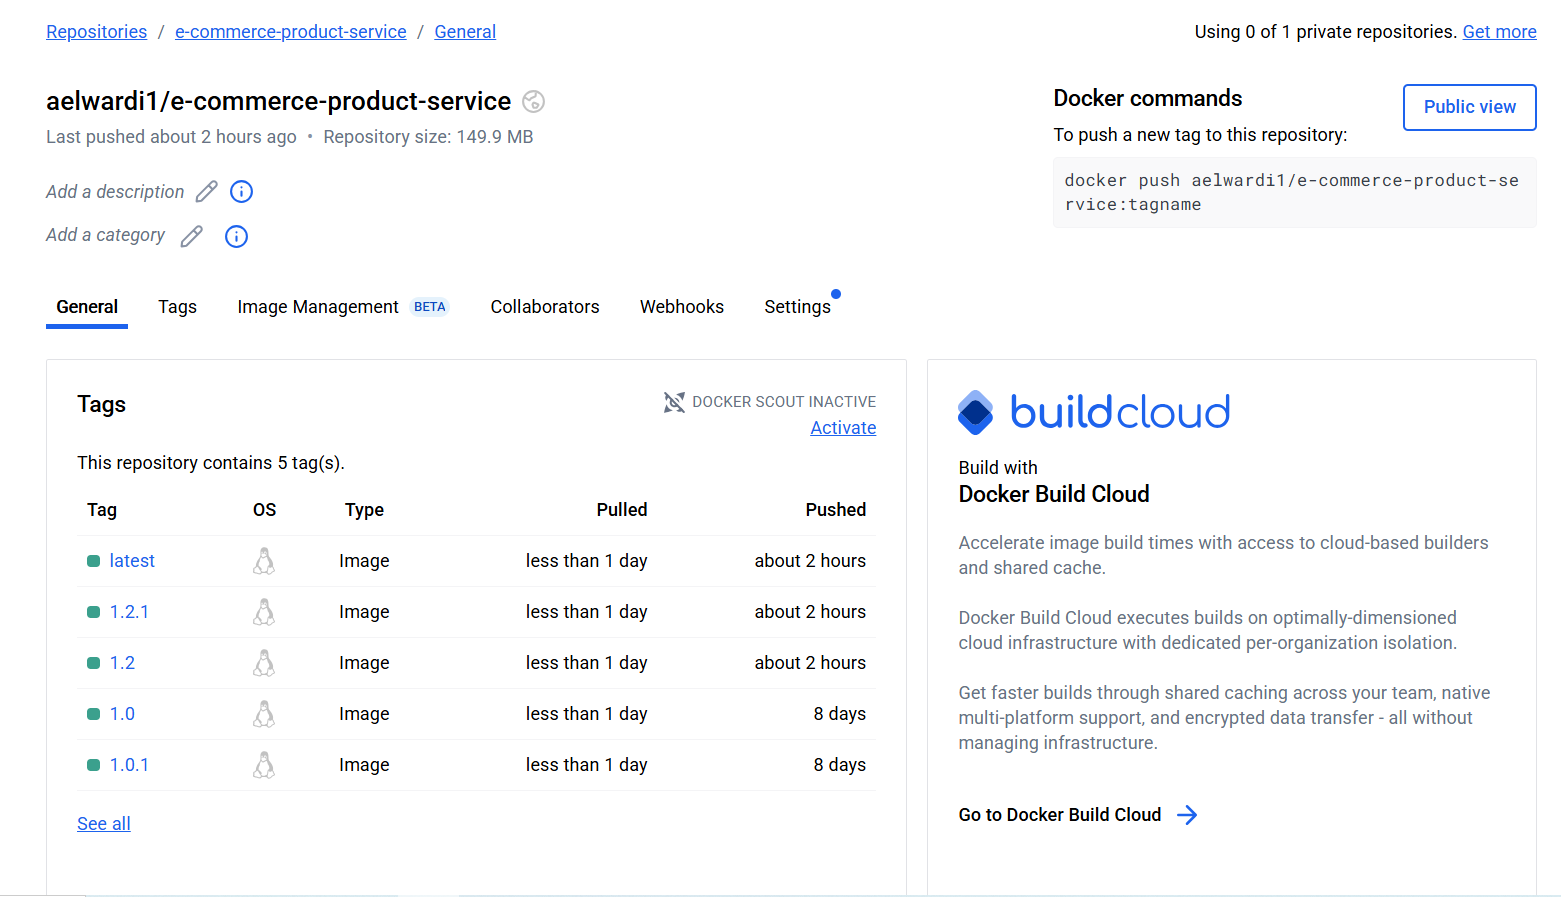 Repositories / e-commerce-product-service / General
Using 0 of 1 private repositories. Get more
aelwardi1/e-commerce-product-service
Last pushed about 2 hours ago • Repository size: 149.9 MB
Add a description
Add a category
Docker commands
Public view
To push a new tag to this repository:
docker push aelwardi1/e-commerce-product-se
rvice:tagname
General Tags Image Management BETA Collaborators Webhooks Settings
Tags
DOCKER SCOUT INACTIVE
Activate
This repository contains 5 tag(s).
Tag OS Type Pulled Pushed
latest Image less than 1 day about 2 hours
1.2.1 Image less than 1 day about 2 hours
1.2 Image less than 1 day about 2 hours
1.0 Image less than 1 day 8 days
1.0.1 Image less than 1 day 8 days
See all
buildcloud
Build with
Docker Build Cloud
Accelerate image build times with access to cloud-based builders
and shared cache.
Docker Build Cloud executes builds on optimally-dimensioned
cloud infrastructure with dedicated per-organization isolation.
Get faster builds through shared caching across your team, native
multi-platform support, and encrypted data transfer - all without
managing infrastructure.
Go to Docker Build Cloud